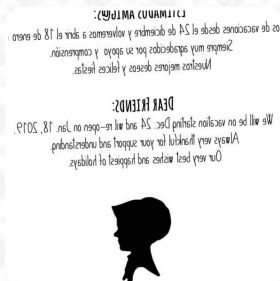 de vacaciones desde el 24 de diciembre y volveremos a abrir el 18 de enero
Siempre muy agradecidos por su apoyo y comprensión.
Nuestros mejores deseos y felices fiestas.
DEAR FRIENDS:
We will be on vacation starting Dec. 24 and will re-open on Jan. 18, 2019.
Always very thankful for your support and understanding.
Our very best wishes and happiest of holidays.